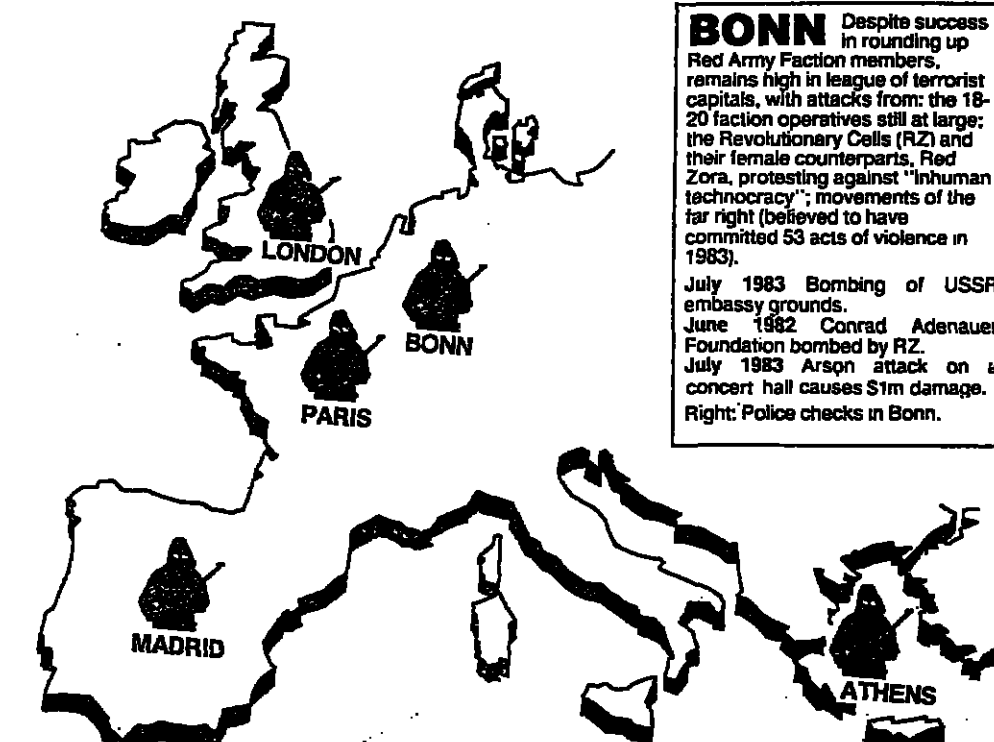 BONN Despite success
in rounding up
Red Army Faction members,
remains high in league of terrorist
capitals, with attacks from: the 18-
20 faction operatives still at large;
the Revolutionary Cells (RZ) and
their female counterparts, Red
Zora, protesting against "inhuman
technocracy"; movements of the
far right (believed to have
committed 53 acts of violence in
1983).
July 1983 Bombing of USSR
embassy grounds.
June 1982 Conrad Adenauer
Foundation bombed by RZ.
July 1983 Arson attack on a
concert hall causes $1m damage.
Right: Police checks in Bonn.
LONDON
BONN
PARIS
MADRID
ATHENS